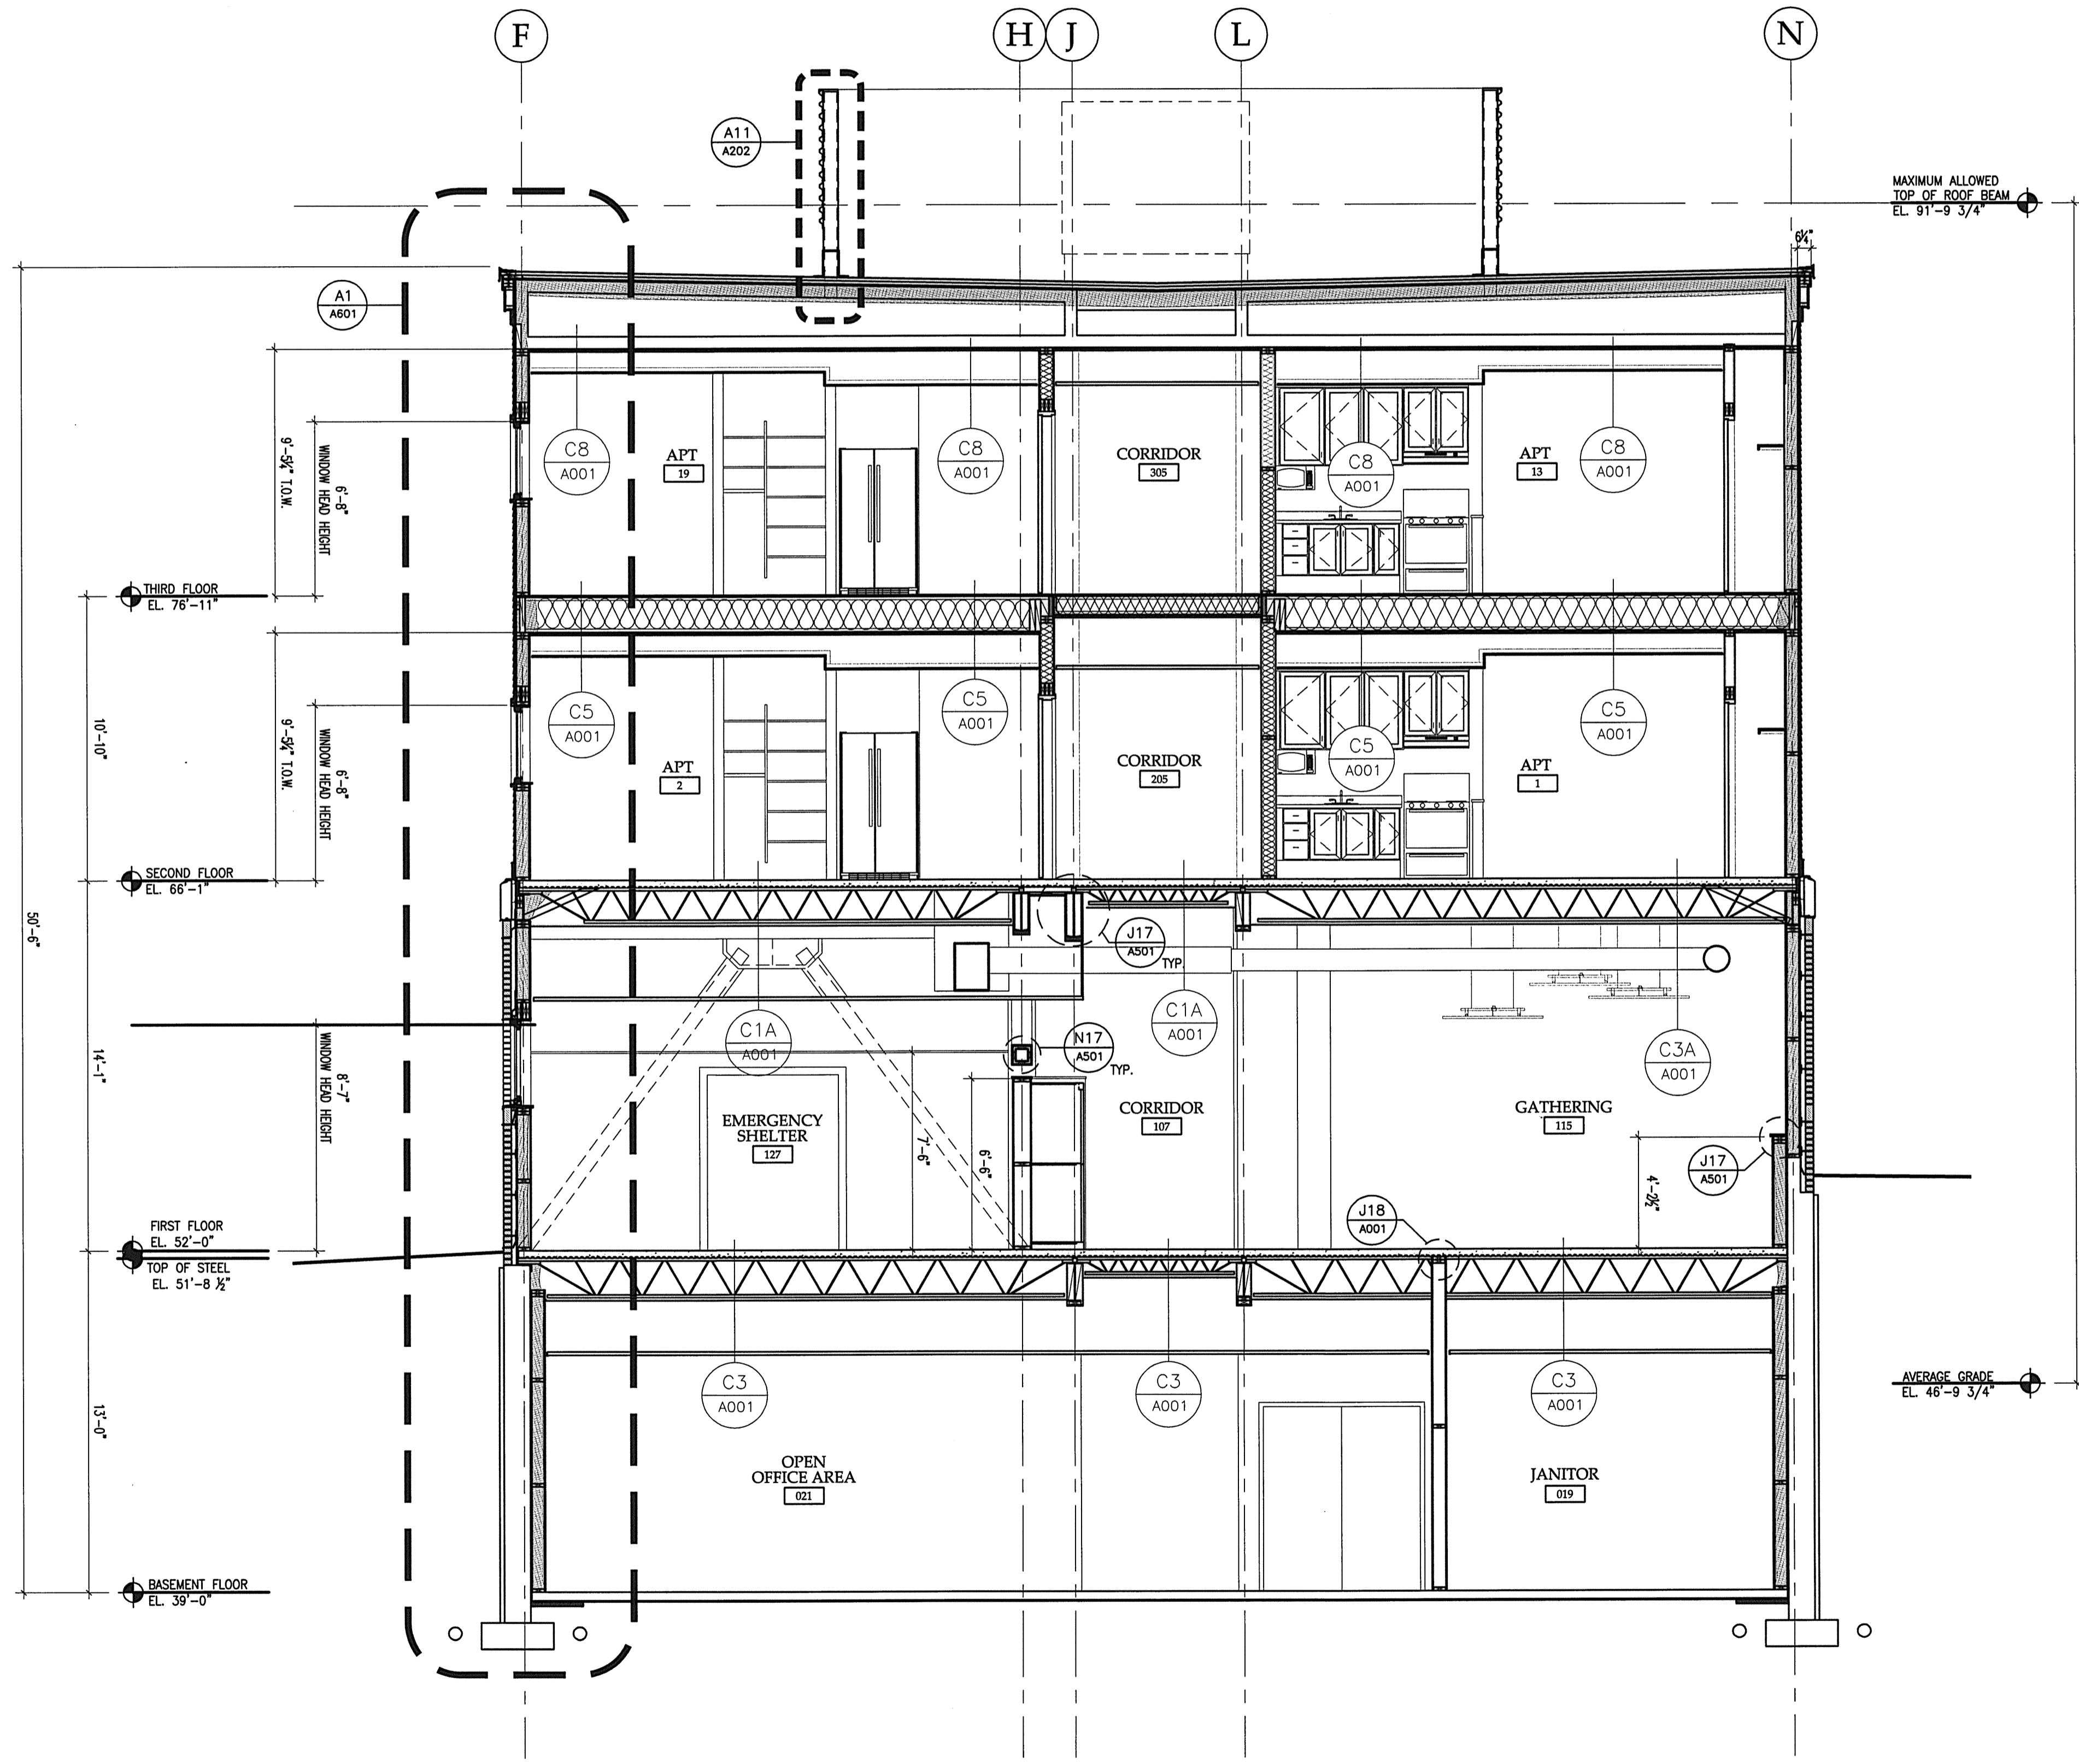 F
H
J
L
N
A11
A202
MAXIMUM ALLOWED
TOP OF ROOF BEAM
EL. 91'-9 3/4"
6¼"
A1
A601
9'-5¼" T.O.W.
6'-8"
WINDOW HEAD HEIGHT
C8
A001
APT
19
C8
A001
CORRIDOR
305
C8
A001
APT
13
C8
A001
THIRD FLOOR
EL. 76'-11"
10'-10"
9'-5¼" T.O.W.
6'-8"
WINDOW HEAD HEIGHT
C5
A001
APT
2
C5
A001
CORRIDOR
205
C5
A001
APT
1
C5
A001
SECOND FLOOR
EL. 66'-1"
50'-6"
14'-1"
8'-7"
WINDOW HEAD HEIGHT
J17
A501
TYP.
C1A
A001
C1A
A001
N17
A501
TYP.
C3A
A001
EMERGENCY
SHELTER
127
7'-6"
6'-6"
CORRIDOR
107
GATHERING
115
J17
A501
4'-2½"
J18
A001
FIRST FLOOR
EL. 52'-0"
TOP OF STEEL
EL. 51'-8 ½"
13'-0"
C3
A001
C3
A001
C3
A001
AVERAGE GRADE
EL. 46'-9 3/4"
OPEN
OFFICE AREA
021
JANITOR
019
BASEMENT FLOOR
EL. 39'-0"